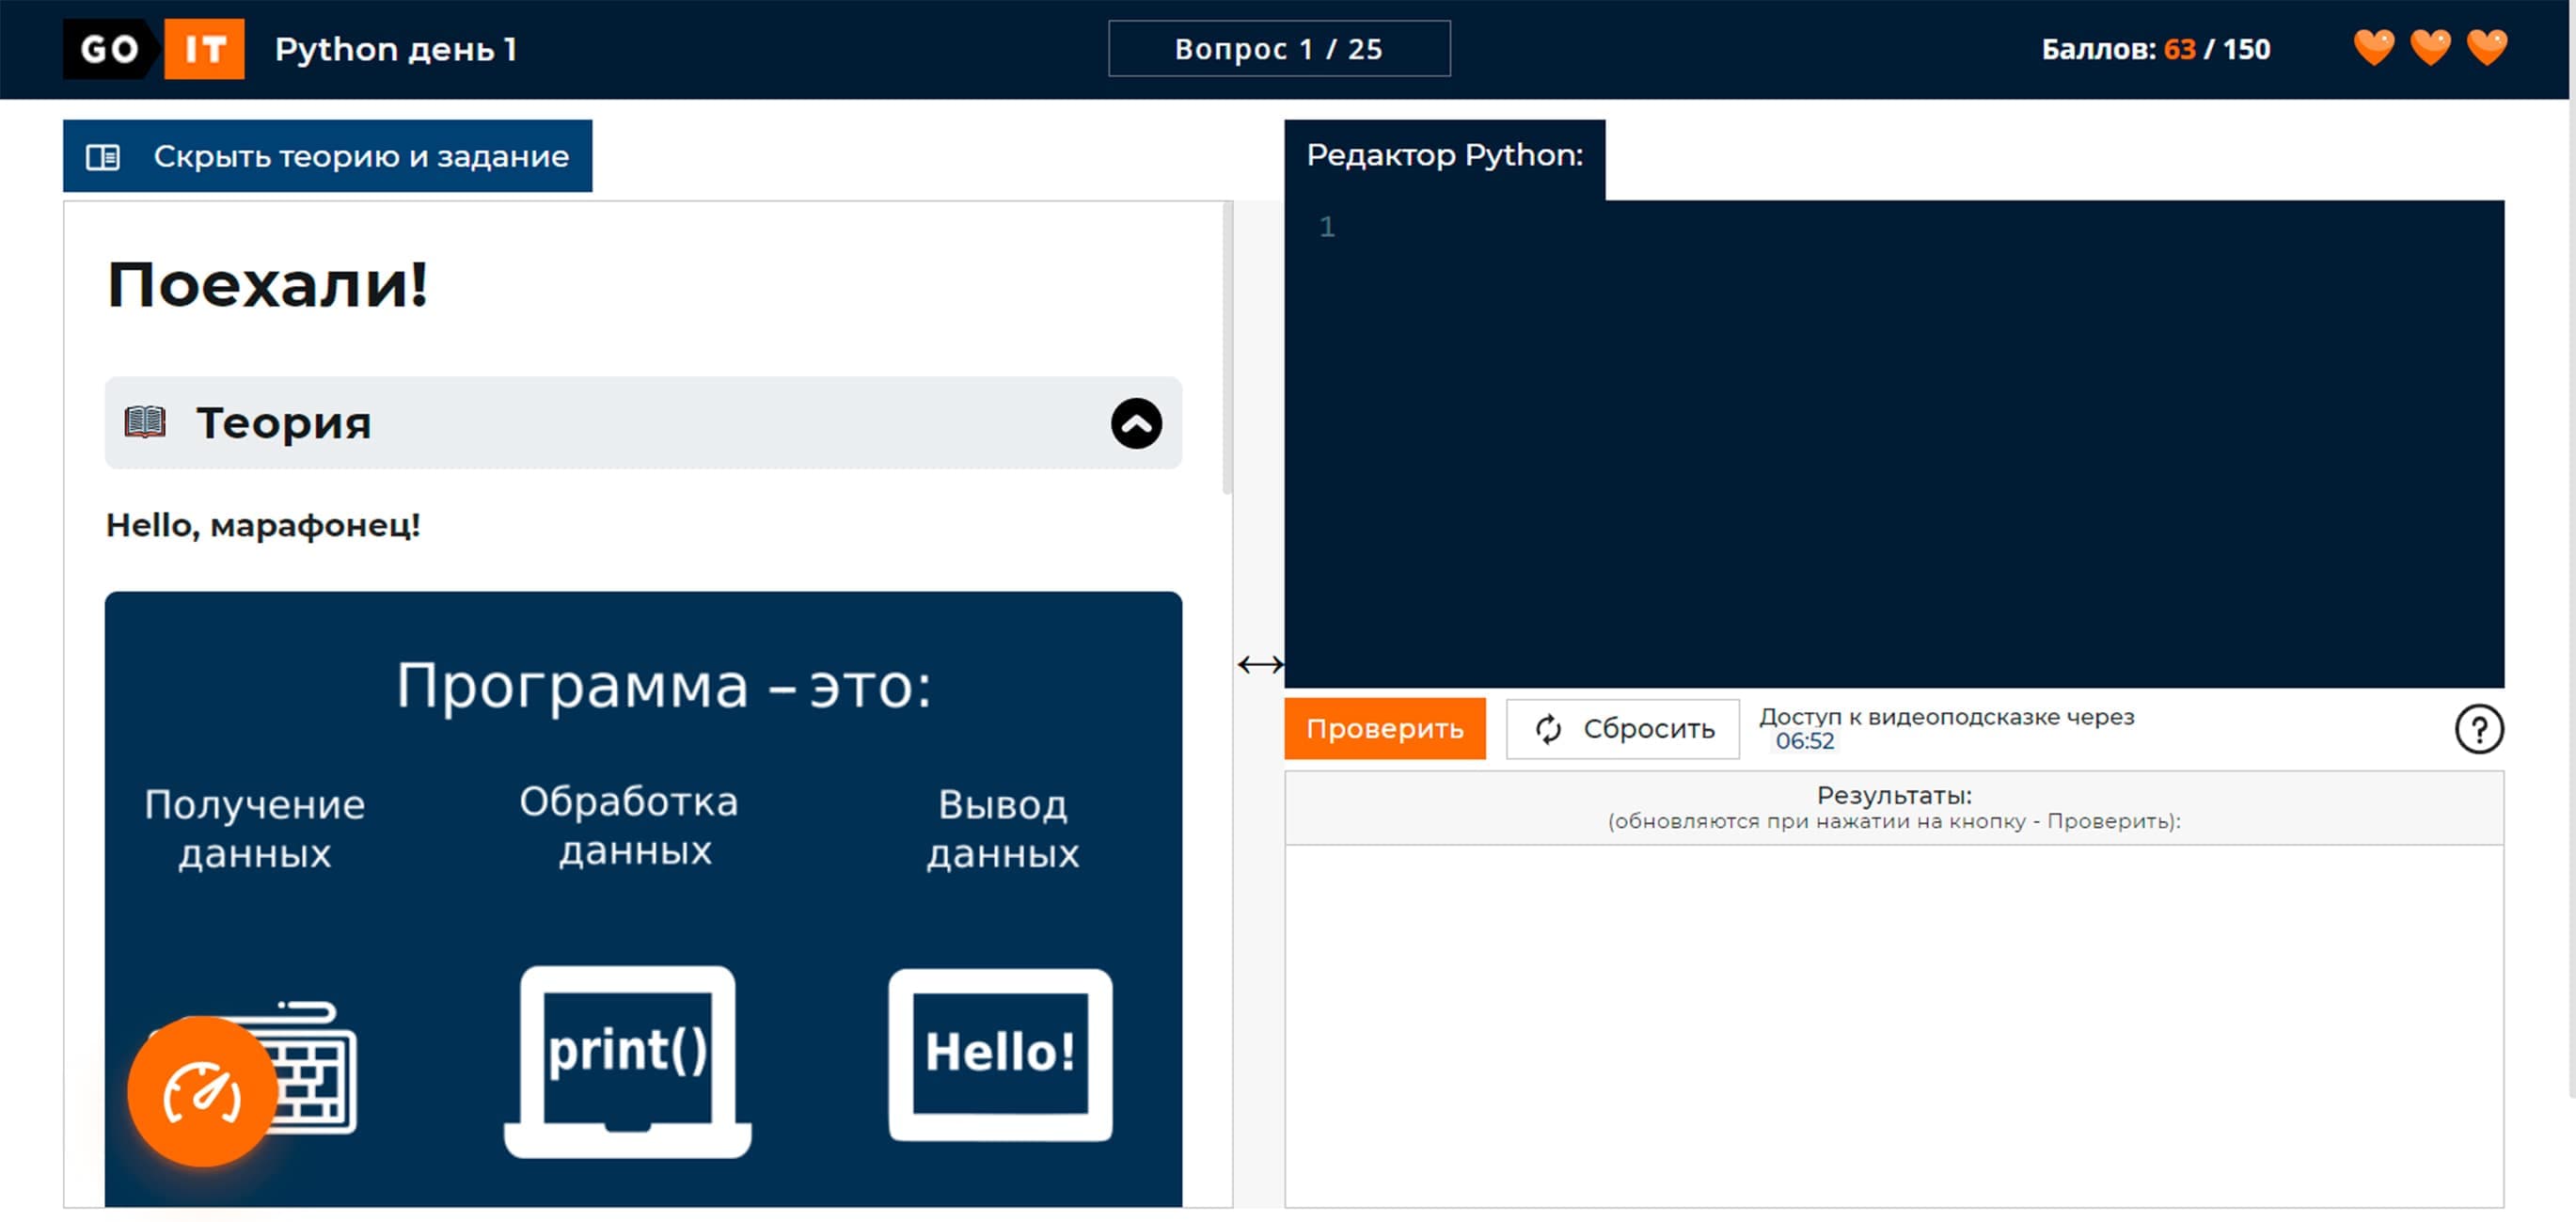 GO IT Python день 1
Вопрос 1 / 25
Баллов: 63 / 150
Скрыть теорию и задание
Поехали!
Теория
Hello, марафонец!
Программа – это:
Получение данных
Обработка данных
Вывод данных
print()
Hello!
Редактор Python:
1
Проверить
Сбросить
Доступ к видеоподсказке через
06:52
?
Результаты:
(обновляются при нажатии на кнопку - Проверить):